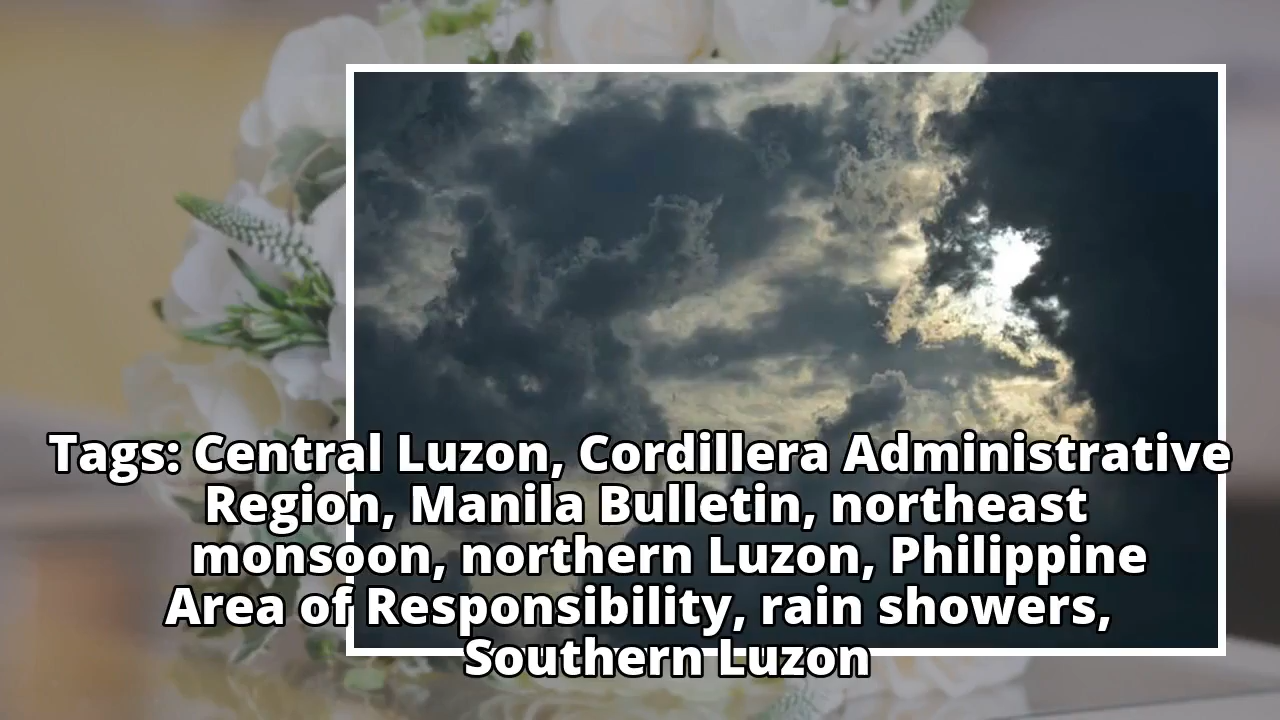 Tags: Central Luzon, Cordillera Administrative
Region, Manila Bulletin, northeast
monsoon, northern Luzon, Philippine
Area of Responsibility, rain showers,
Southern Luzon